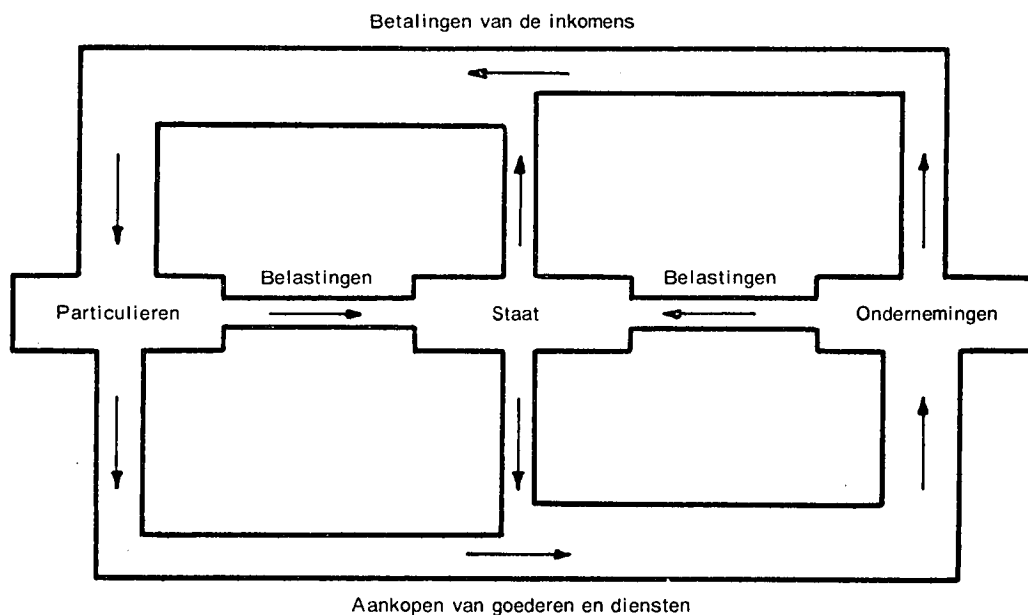 Betalingen van de inkomens
Belastingen
Belastingen
Particulieren
Staat
Ondernemingen
Aankopen van goederen en diensten